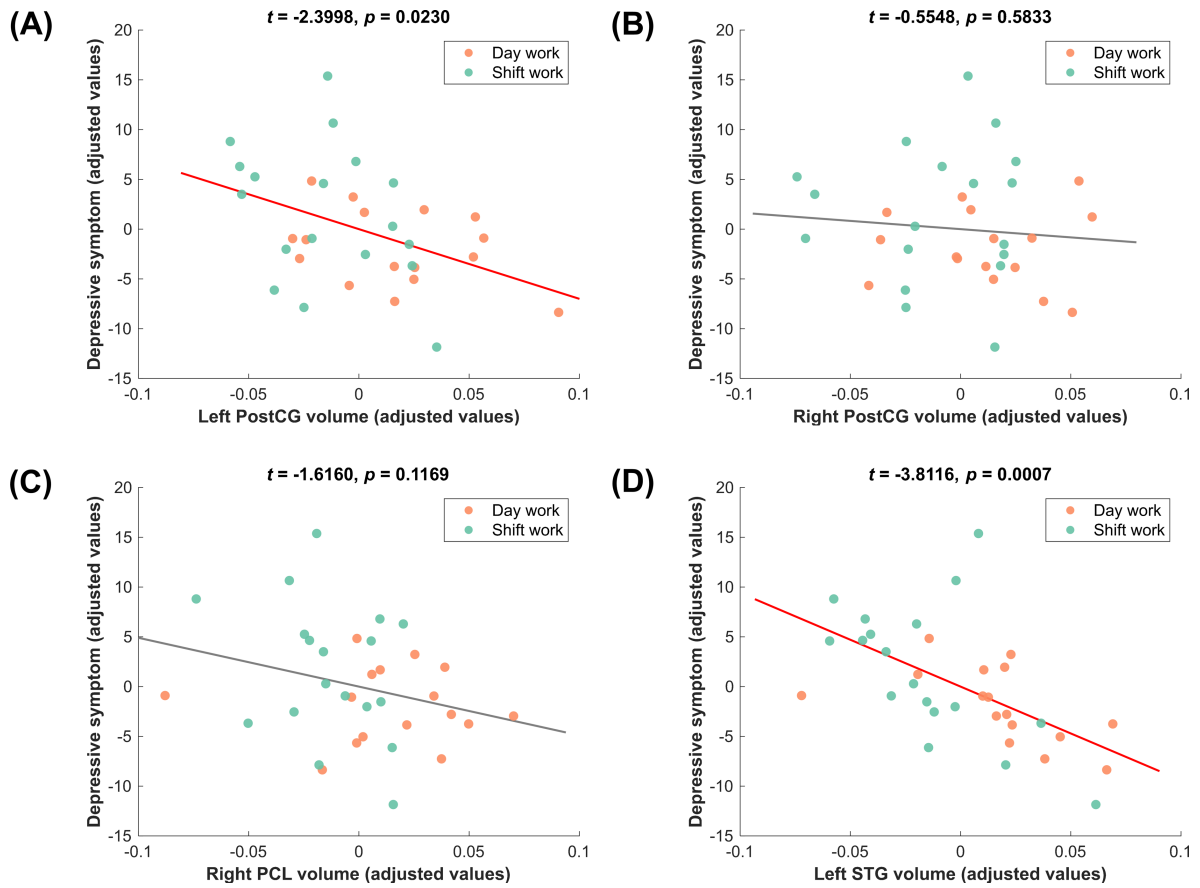 (A)
t = -2.3998, p = 0.0230
Depressive symptom (adjusted values)
20
15
10
5
0
-5
-10
-15
-0.1
-0.05
0
0.05
0.1
Left PostCG volume (adjusted values)
Day work
Shift work
(B)
t = -0.5548, p = 0.5833
Depressive symptom (adjusted values)
20
15
10
5
0
-5
-10
-15
-0.1
-0.05
0
0.05
0.1
Right PostCG volume (adjusted values)
Day work
Shift work
(C)
t = -1.6160, p = 0.1169
Depressive symptom (adjusted values)
20
15
10
5
0
-5
-10
-15
-0.1
-0.05
0
0.05
0.1
Right PCL volume (adjusted values)
Day work
Shift work
(D)
t = -3.8116, p = 0.0007
Depressive symptom (adjusted values)
20
15
10
5
0
-5
-10
-15
-0.1
-0.05
0
0.05
0.1
Left STG volume (adjusted values)
Day work
Shift work